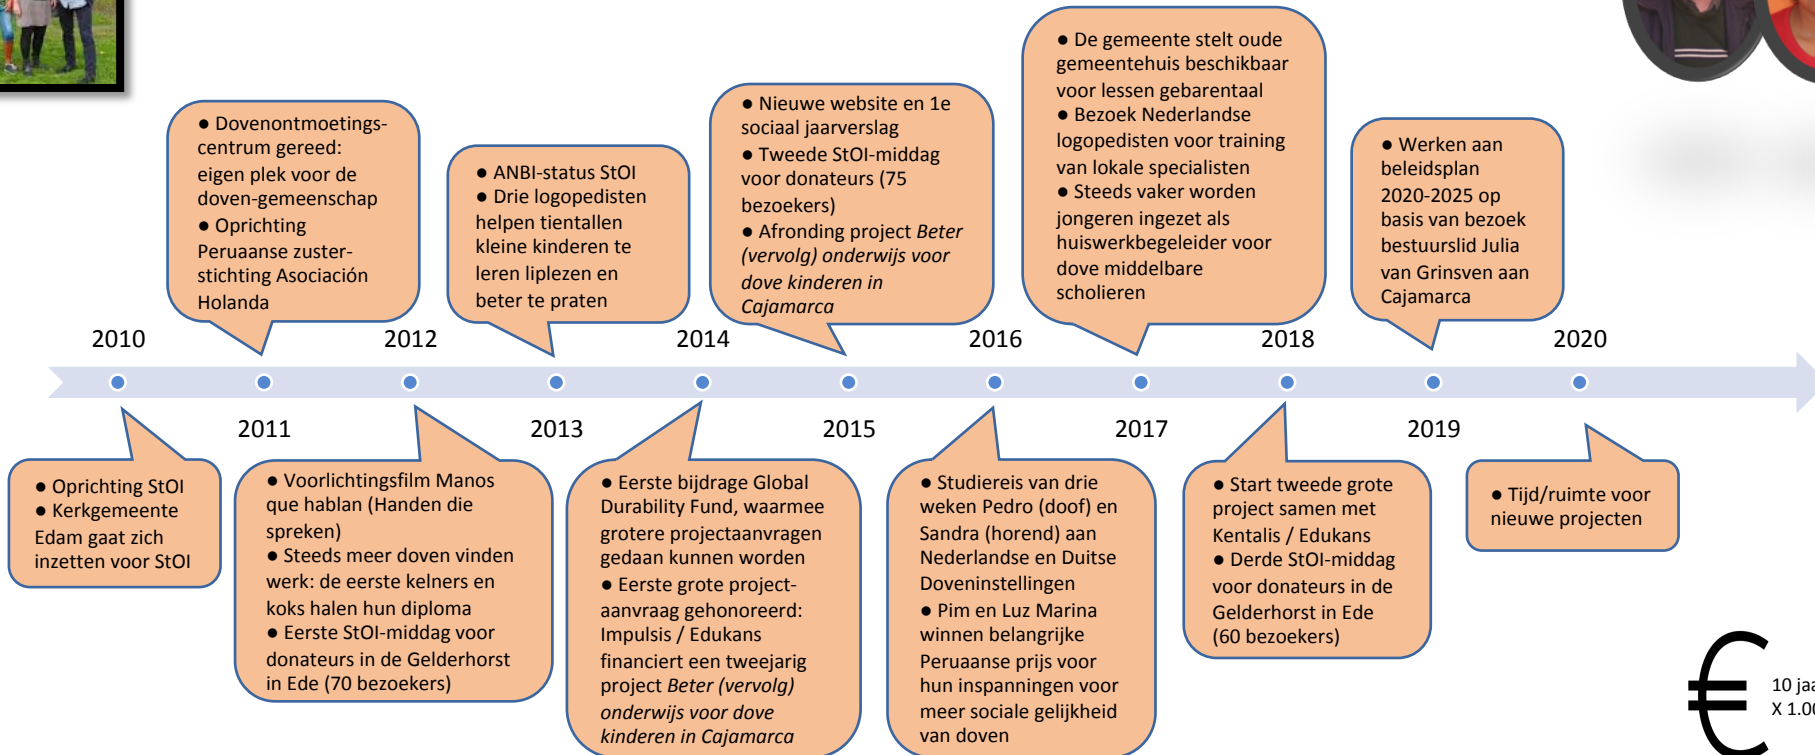 ● De gemeente stelt oude
gemeentehuis beschikbaar
voor lessen gebarentaal
● Bezoek Nederlandse
logopedisten voor training
van lokale specialisten
● Steeds vaker worden
jongeren ingezet als
huiswerkbegeleider voor
dove middelbare
scholieren
● Dovenontmoetings-
centrum gereed:
eigen plek voor de
doven-gemeenschap
● Oprichting
Peruaanse zuster-
stichting Asociación
Holanda
● ANBI-status StOI
● Drie logopedisten
helpen tientallen
kleine kinderen te
leren liplezen en
beter te praten
● Nieuwe website en 1e
sociaal jaarverslag
● Tweede StOI-middag
voor donateurs (75
bezoekers)
● Afronding project Beter
(vervolg) onderwijs voor
dove kinderen in
Cajamarca
● Werken aan
beleidsplan
2020-2025 op
basis van bezoek
bestuurslid Julia
van Grinsven aan
Cajamarca
2010
2012
2014
2016
2018
2020
2011
2013
2015
2017
2019
● Oprichting StOI
● Kerkgemeente
Edam gaat zich
inzetten voor StOI
● Voorlichtingsfilm Manos
que hablan (Handen die
spreken)
● Steeds meer doven vinden
werk: de eerste kelners en
koks halen hun diploma
● Eerste StOI-middag voor
donateurs in de Gelderhorst
in Ede (70 bezoekers)
● Eerste bijdrage Global
Durability Fund, waarmee
grotere projectaanvragen
gedaan kunnen worden
● Eerste grote project-
aanvraag gehonoreerd:
Impulsis / Edukans
financiert een tweejarig
project Beter (vervolg)
onderwijs voor dove
kinderen in Cajamarca
● Studiereis van drie
weken Pedro (doof) en
Sandra (horend) aan
Nederlandse en Duitse
Doveninstellingen
● Pim en Luz Marina
winnen belangrijke
Peruaanse prijs voor
hun inspanningen voor
meer sociale gelijkheid
van doven
● Start tweede grote
project samen met
Kentalis / Edukans
● Derde StOI-middag
voor donateurs in de
Gelderhorst in Ede
(60 bezoekers)
● Tijd/ruimte voor
nieuwe projecten
€
10 jaa
X 1.00